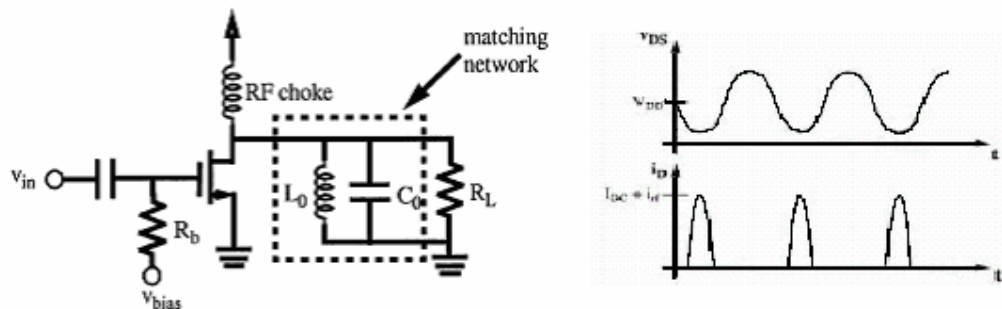 matching
network
RF choke
v_in
R_b
v_bias
L_0
C_0
R_L
v_DS
v_DD
t
i_D
I_DC + i_rf
t